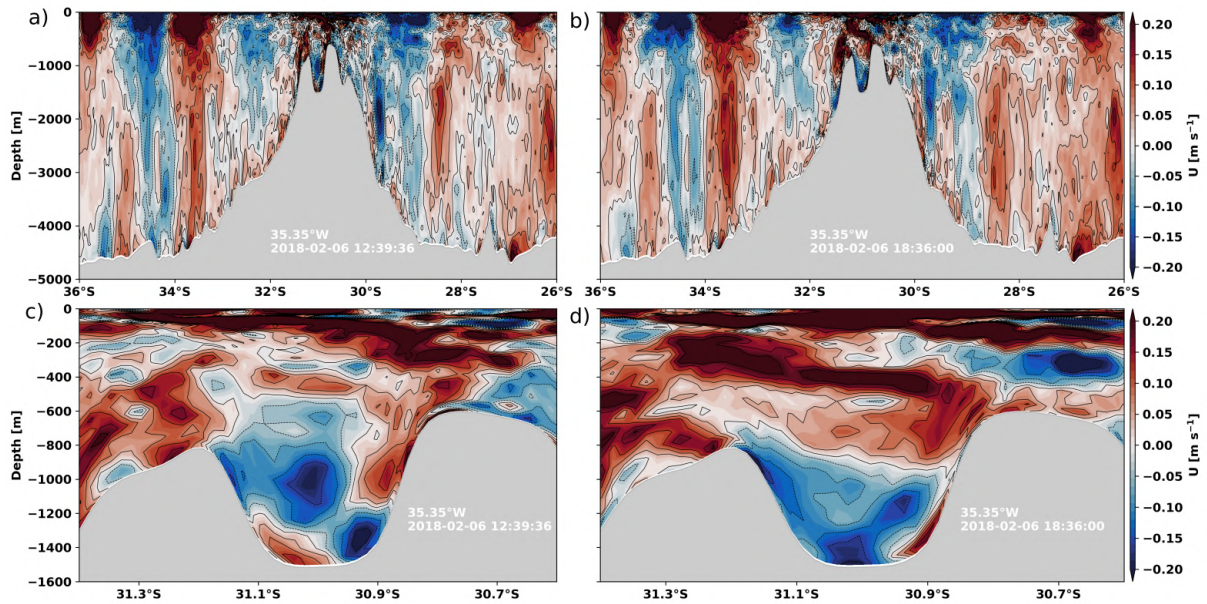 a)
b)
0
−1000
−2000
−3000
−4000
−5000
Depth [m]
35.35°W
2018-02-06 12:39:36
35.35°W
2018-02-06 18:36:00
36°S 34°S 32°S 30°S 28°S 26°S
36°S 34°S 32°S 30°S 28°S 26°S
0.20
0.15
0.10
0.05
0.00
−0.05
−0.10
−0.15
−0.20
U [m s⁻¹]
c)
d)
0
−200
−400
−600
−800
−1000
−1200
−1400
−1600
Depth [m]
35.35°W
2018-02-06 12:39:36
35.35°W
2018-02-06 18:36:00
31.3°S 31.1°S 30.9°S 30.7°S
31.3°S 31.1°S 30.9°S 30.7°S
0.20
0.15
0.10
0.05
0.00
−0.05
−0.10
−0.15
−0.20
U [m s⁻¹]